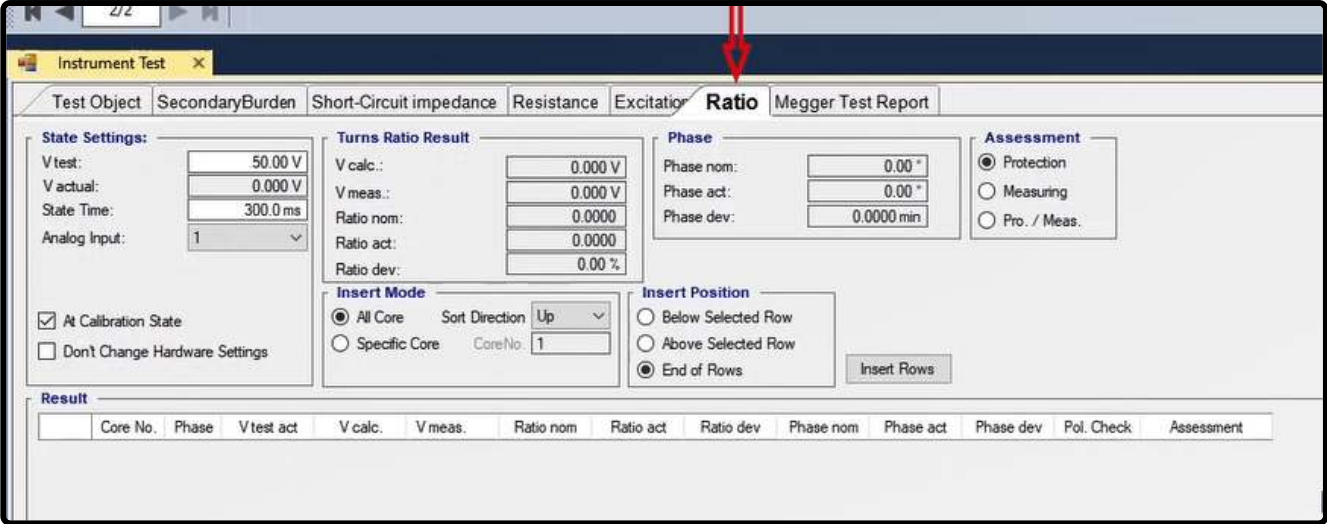 2/2
Instrument Test
Test Object SecondaryBurden Short-Circuit impedance Resistance Excitation Ratio Megger Test Report
State Settings:
V test: 50.00 V
V actual: 0.000 V
State Time: 300.0 ms
Analog Input: 1
At Calibration State
Don't Change Hardware Settings
Turns Ratio Result
V calc.: 0.000 V
V meas.: 0.000 V
Ratio nom: 0.0000
Ratio act: 0.0000
Ratio dev: 0.00 %
Phase
Phase nom: 0.00 °
Phase act: 0.00 °
Phase dev: 0.0000 min
Assessment
Protection
Measuring
Pro. / Meas.
Insert Mode
All Core Sort Direction Up
Specific Core CoreNo. 1
Insert Position
Below Selected Row
Above Selected Row
End of Rows
Insert Rows
Result
Core No. Phase V test act V calc. V meas. Ratio nom Ratio act Ratio dev Phase nom Phase act Phase dev Pol. Check Assessment